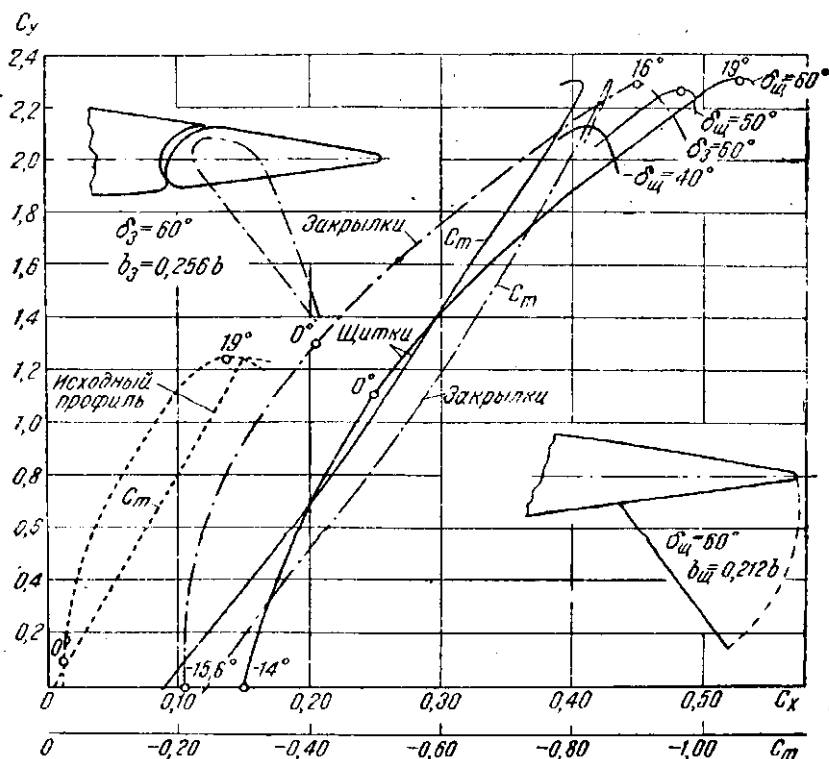 Cy
2,4
2,2
2,0
1,8
1,6
1,4
1,2
1,0
0,8
0,6
0,4
0,2
16°
19°
δщ=60°
δщ=50°
δз=60°
δщ=40°
δз=60°
bз=0,256b
Закрылки
Cm
Cm
0°
Щитки
0°
Закрылки
19°
Исходный
профиль
Cm
0°
δщ=60°
bщ=0,212b
-15,6°
-14°
0
0,10
0,20
0,30
0,40
0,50
Cx
0
-0,20
-0,40
-0,60
-0,80
-1,00
Cm